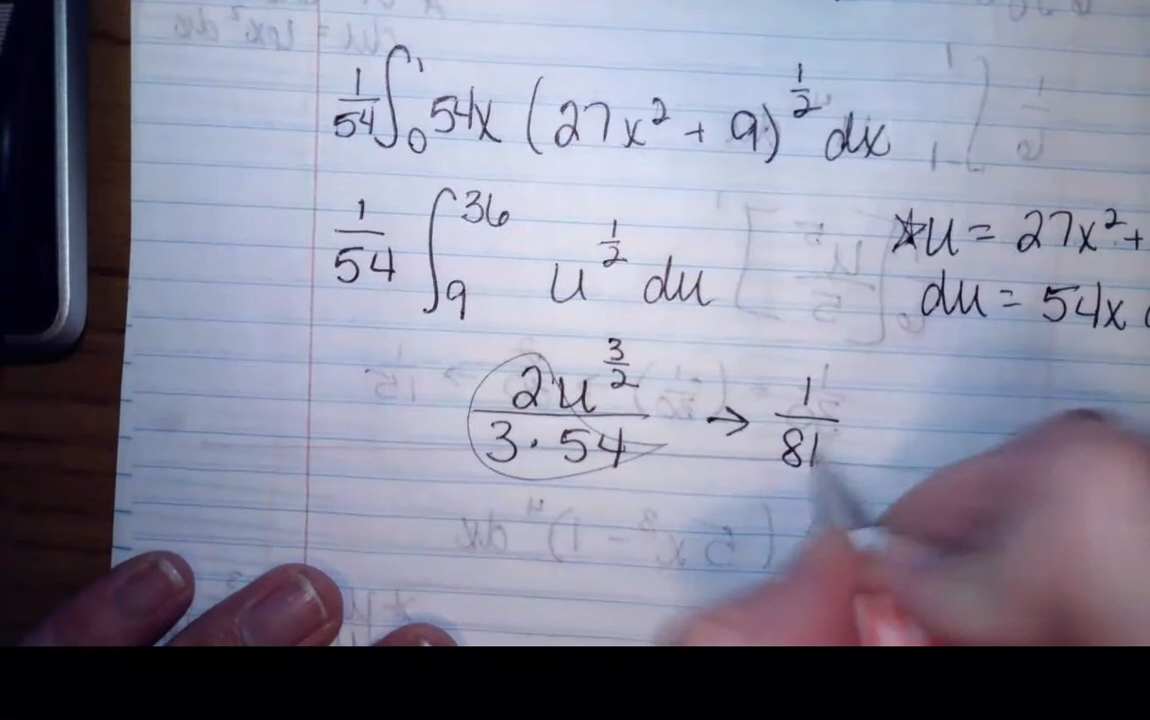 1/54 ∫₀¹ 54x (27x² + 9)^(1/2) dx
1/54 ∫₉³⁶ u^(1/2) du
*u = 27x² +
du = 54x
2u^(3/2) / 3·54 → 1/81